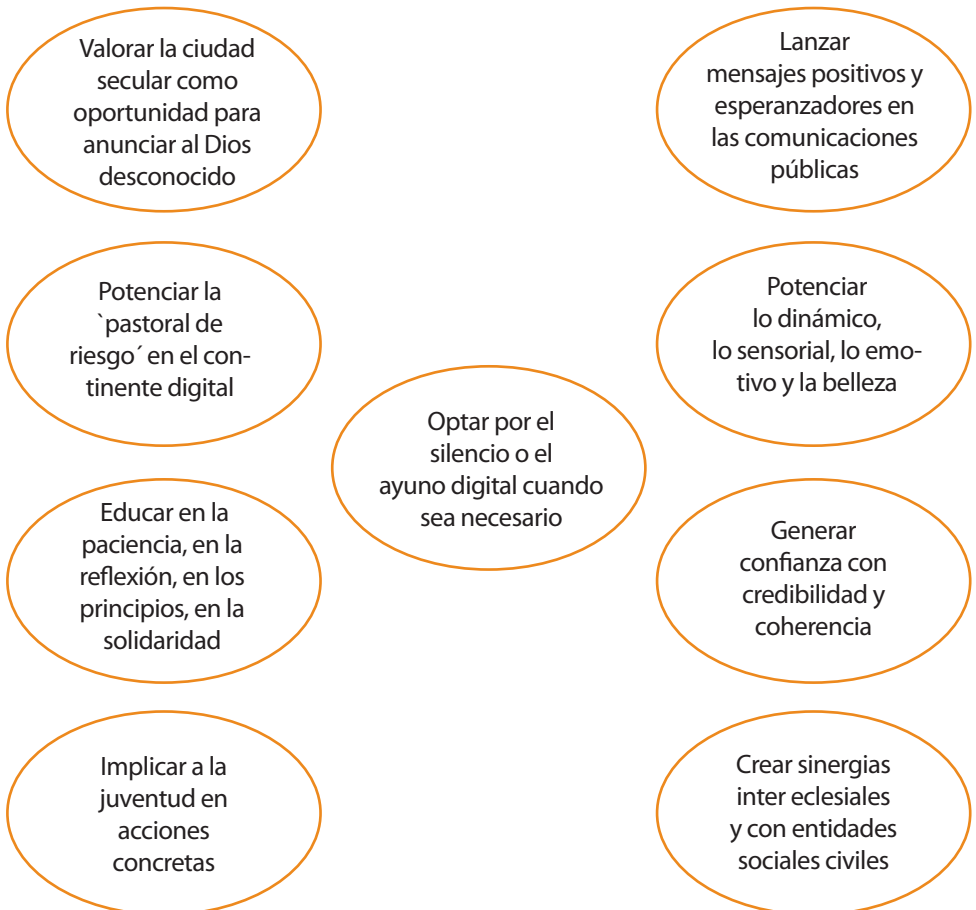 Valorar la ciudad
secular como
oportunidad para
anunciar al Dios
desconocido
Lanzar
mensajes positivos y
esperanzadores en
las comunicaciones
públicas
Potenciar la
`pastoral de
riesgo´ en el con-
tinente digital
Potenciar
lo dinámico,
lo sensorial, lo emo-
tivo y la belleza
Optar por el
silencio o el
ayuno digital cuando
sea necesario
Educar en la
paciencia, en la
reflexión, en los
principios, en la
solidaridad
Generar
confianza con
credibilidad y
coherencia
Implicar a la
juventud en
acciones
concretas
Crear sinergias
inter eclesiales
y con entidades
sociales civiles